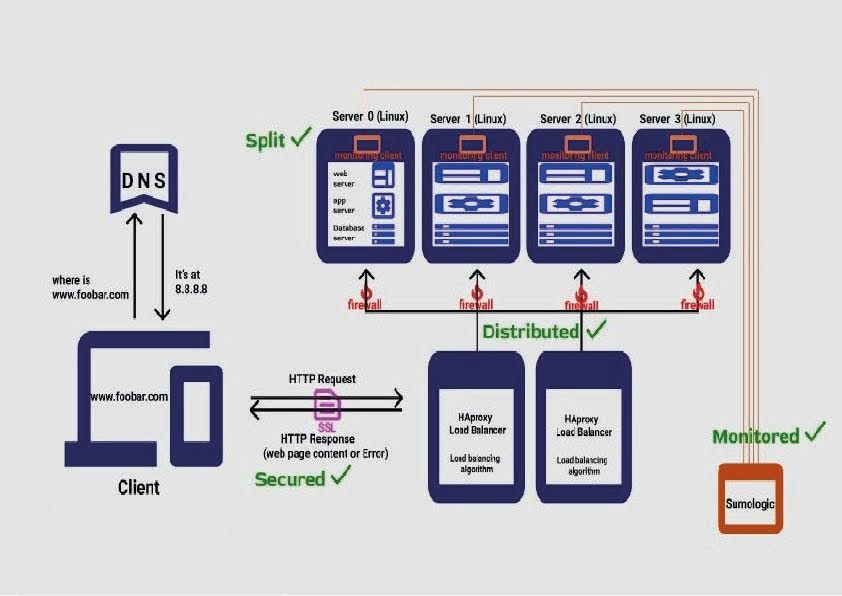 Server 0 (Linux)
Server 1 (Linux)
Server 2 (Linux)
Server 3 (Linux)
Split
monitoring client
monitoring client
monitoring client
monitoring client
web
server
app
server
Database
server
DNS
where is
www.foobar.com
It's at
8.8.8.8
firewall
firewall
firewall
firewall
Distributed
www.foobar.com
Client
HTTP Request
SSL
HTTP Response
(web page content or Error)
Secured
HAproxy
Load Balancer
Load balancing
algorithm
HAproxy
Load Balancer
Load balancing
algorithm
Monitored
Sumologic